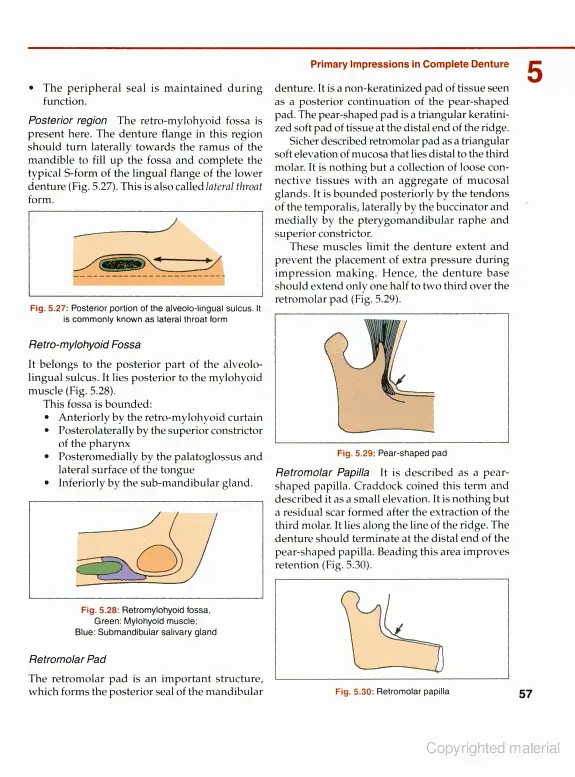 Primary Impressions in Complete Denture
5
• The peripheral seal is maintained during
function.
Posterior region The retro-mylohyoid fossa is
present here. The denture flange in this region
should turn laterally towards the ramus of the
mandible to fill up the fossa and complete the
typical S-form of the lingual flange of the lower
denture (Fig. 5.27). This is also called lateral throat
form.
Fig. 5.27: Posterior portion of the alveolo-lingual sulcus. It
is commonly known as lateral throat form
Retro-mylohyoid Fossa
It belongs to the posterior part of the alveolo-
lingual sulcus. It lies posterior to the mylohyoid
muscle (Fig. 5.28).
This fossa is bounded:
• Anteriorly by the retro-mylohyoid curtain
• Posterolaterally by the superior constrictor
of the pharynx
• Posteromedially by the palatoglossus and
lateral surface of the tongue
• Inferiorly by the sub-mandibular gland.
Fig. 5.28: Retromylohyoid fossa,
Green: Mylohyoid muscle;
Blue: Submandibular salivary gland
Retromolar Pad
The retromolar pad is an important structure,
which forms the posterior seal of the mandibular
denture. It is a non-keratinized pad of tissue seen
as a posterior continuation of the pear-shaped
pad. The pear-shaped pad is a triangular keratini-
zed soft pad of tissue at the distal end of the ridge.
Sicher described retromolar pad as a triangular
soft elevation of mucosa that lies distal to the third
molar. It is nothing but a collection of loose con-
nective tissues with an aggregate of mucosal
glands. It is bounded posteriorly by the tendons
of the temporalis, laterally by the buccinator and
medially by the pterygomandibular raphe and
superior constrictor.
These muscles limit the denture extent and
prevent the placement of extra pressure during
impression making. Hence, the denture base
should extend only one half to two third over the
retromolar pad (Fig. 5.29).
Fig. 5.29: Pear-shaped pad
Retromolar Papilla It is described as a pear-
shaped papilla. Craddock coined this term and
described it as a small elevation. It is nothing but
a residual scar formed after the extraction of the
third molar. It lies along the line of the ridge. The
denture should terminate at the distal end of the
pear-shaped papilla. Beading this area improves
retention (Fig. 5.30).
Fig. 5.30: Retromolar papilla
57
Copyrighted material